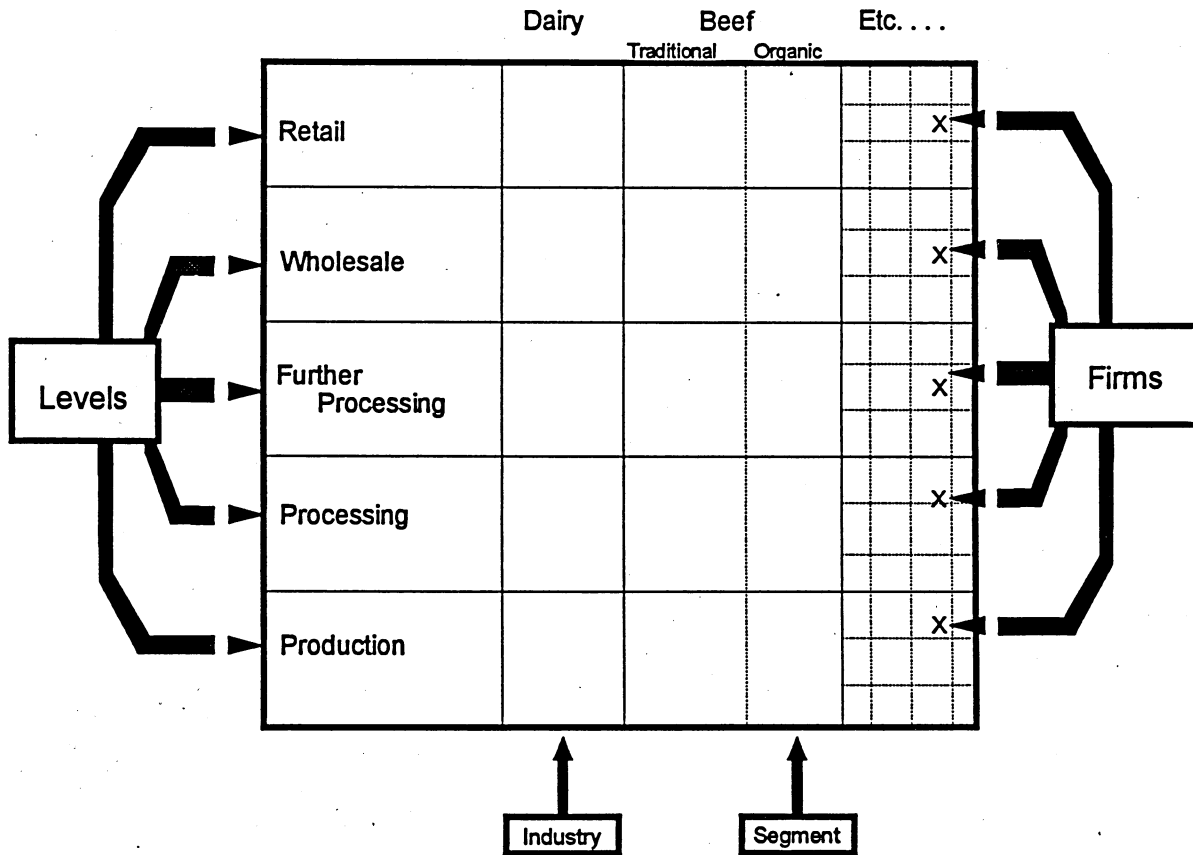 Dairy Beef Etc. . . .
Traditional Organic
Retail
X
Wholesale
X
Levels
Further
Processing
X
Firms
Processing
X
Production
X
Industry
Segment